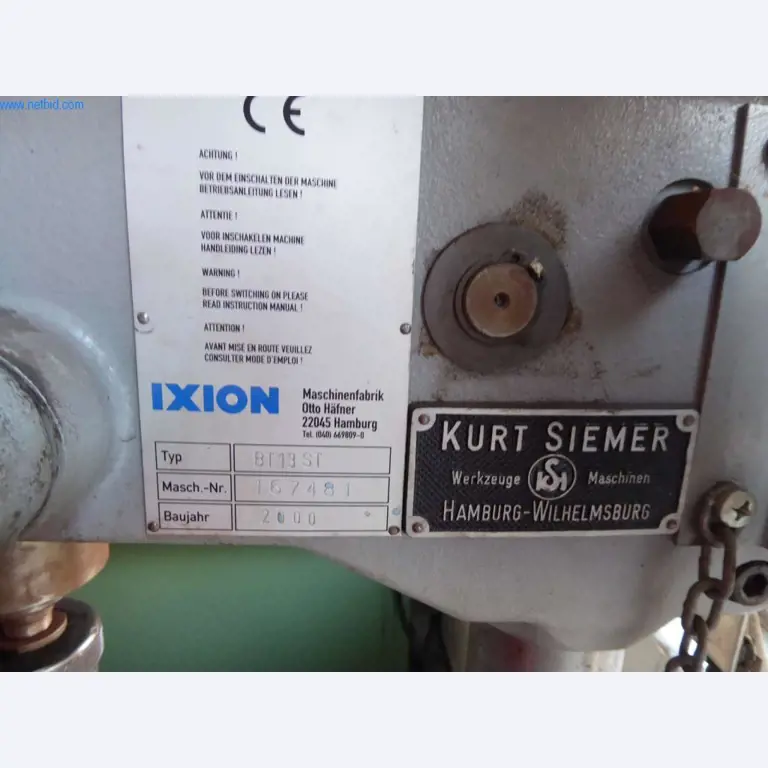 www.netbid.com
CE
ACHTUNG !
VOR DEM EINSCHALTEN DER MASCHINE
BETRIEBSANLEITUNG LESEN !
ATTENTIE !
VOOR INSCHAKELEN MACHINE
HANDLEIDING LEZEN !
WARNING !
BEFORE SWITCHING ON PLEASE
READ INSTRUCTION MANUAL !
ATTENTION !
AVANT MISE EN ROUTE VEUILLEZ
CONSULTER MODE D'EMPLOI !
IXION
Maschinenfabrik
Otto Häfner
22045 Hamburg
Tel. (040) 669809-0
Typ BT13ST
Masch.-Nr. 167481
Baujahr 2000
KURT SIEMER
Werkzeuge KSH Maschinen
HAMBURG-WILHELMSBURG